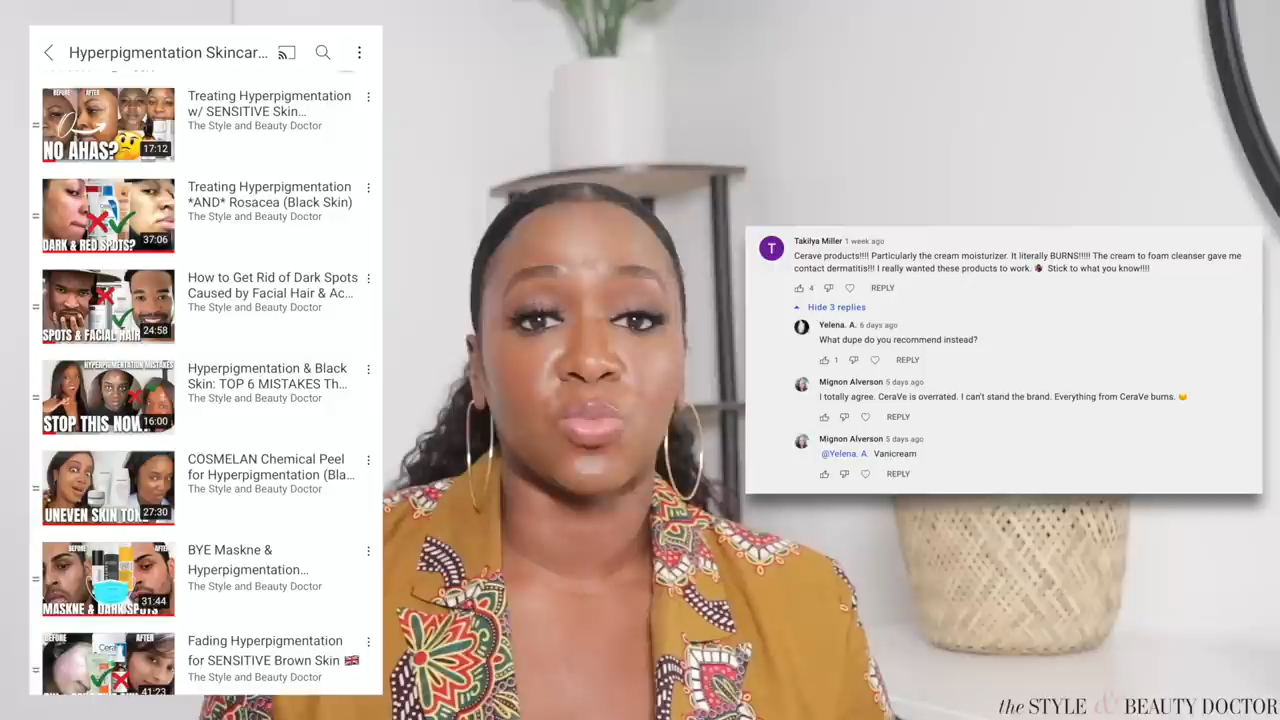 Hyperpigmentation Skincar...
BEFORE AFTER
NO AHAS?
17:12
Treating Hyperpigmentation
w/ SENSITIVE Skin...
The Style and Beauty Doctor
DARK & RED SPOTS?
37:06
Treating Hyperpigmentation
*AND* Rosacea (Black Skin)
The Style and Beauty Doctor
SPOTS & FACIAL HAIR
24:58
How to Get Rid of Dark Spots
Caused by Facial Hair & Ac...
The Style and Beauty Doctor
HYPERPIGMENTATION MISTAKES
STOP THIS NOW
16:00
Hyperpigmentation & Black
Skin: TOP 6 MISTAKES Th...
The Style and Beauty Doctor
UNEVEN SKIN TONE
27:30
COSMELAN Chemical Peel
for Hyperpigmentation (Bla...
The Style and Beauty Doctor
BEFORE AFTER
MASKNE & DARK SPOTS
31:44
BYE Maskne &
Hyperpigmentation...
The Style and Beauty Doctor
BEFORE AFTER
41:23
Fading Hyperpigmentation
for SENSITIVE Brown Skin 🇬🇧
The Style and Beauty Doctor
T
Takilya Miller 1 week ago
Cerave products!!!! Particularly the cream moisturizer. It literally BURNS!!!!! The cream to foam cleanser gave me
contact dermatitis!!! I really wanted these products to work. Stick to what you know!!!!
4 REPLY
Hide 3 replies
Yelena. A. 6 days ago
What dupe do you recommend instead?
1 REPLY
Mignon Alverson 5 days ago
I totally agree. CeraVe is overrated. I can't stand the brand. Everything from CeraVe burns.
REPLY
Mignon Alverson 5 days ago
@Yelena. A. Vanicream
REPLY
the STYLE & BEAUTY DOCTOR